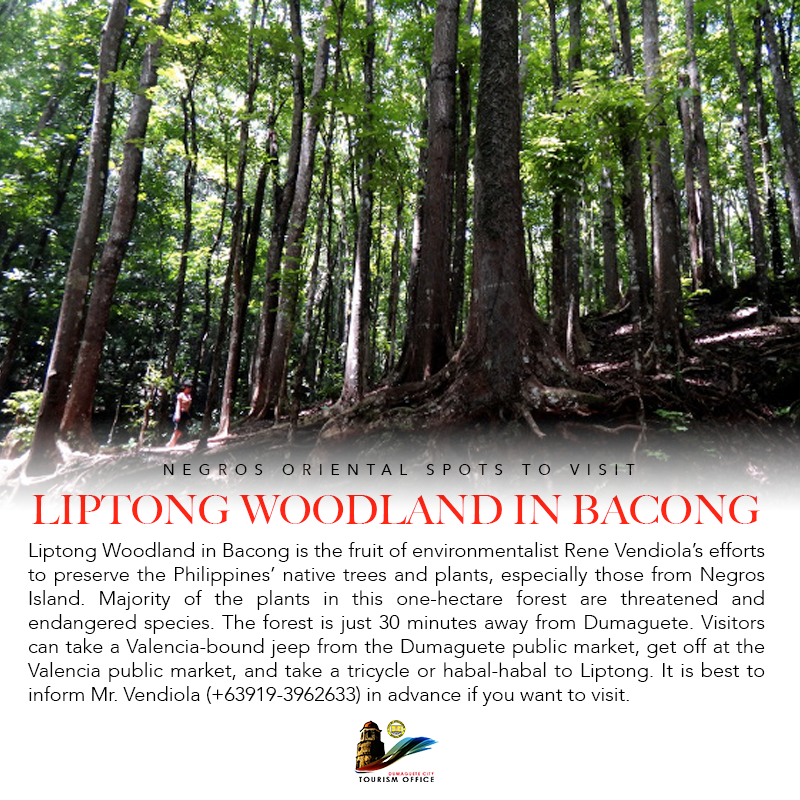 NEGROS ORIENTAL SPOTS TO VISIT
LIPTONG WOODLAND IN BACONG
Liptong Woodland in Bacong is the fruit of environmentalist Rene Vendiola's efforts
to preserve the Philippines' native trees and plants, especially those from Negros
Island. Majority of the plants in this one-hectare forest are threatened and
endangered species. The forest is just 30 minutes away from Dumaguete. Visitors
can take a Valencia-bound jeep from the Dumaguete public market, get off at the
Valencia public market, and take a tricycle or habal-habal to Liptong. It is best to
inform Mr. Vendiola (+63919-3962633) in advance if you want to visit.
DUMAGUETE CITY
TOURISM OFFICE